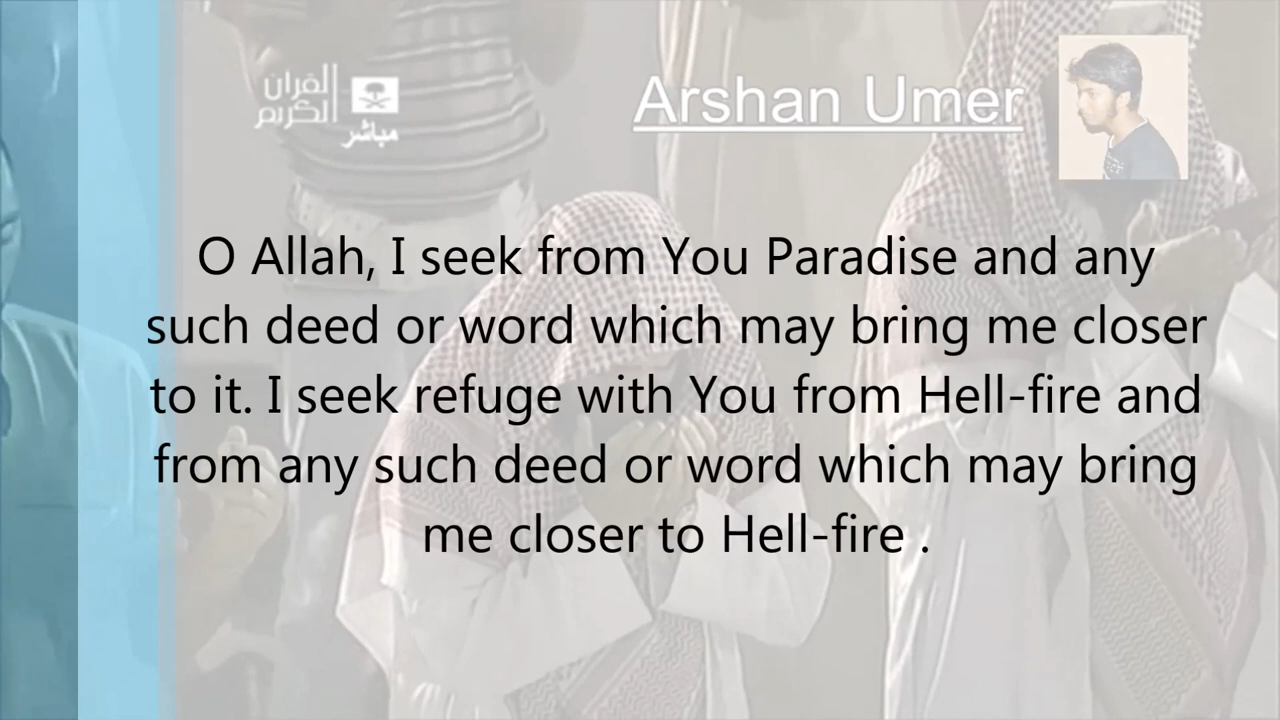 القرآن
الكريم
مباشر
Arshan Umer
O Allah, I seek from You Paradise and any
such deed or word which may bring me closer
to it. I seek refuge with You from Hell-fire and
from any such deed or word which may bring
me closer to Hell-fire .